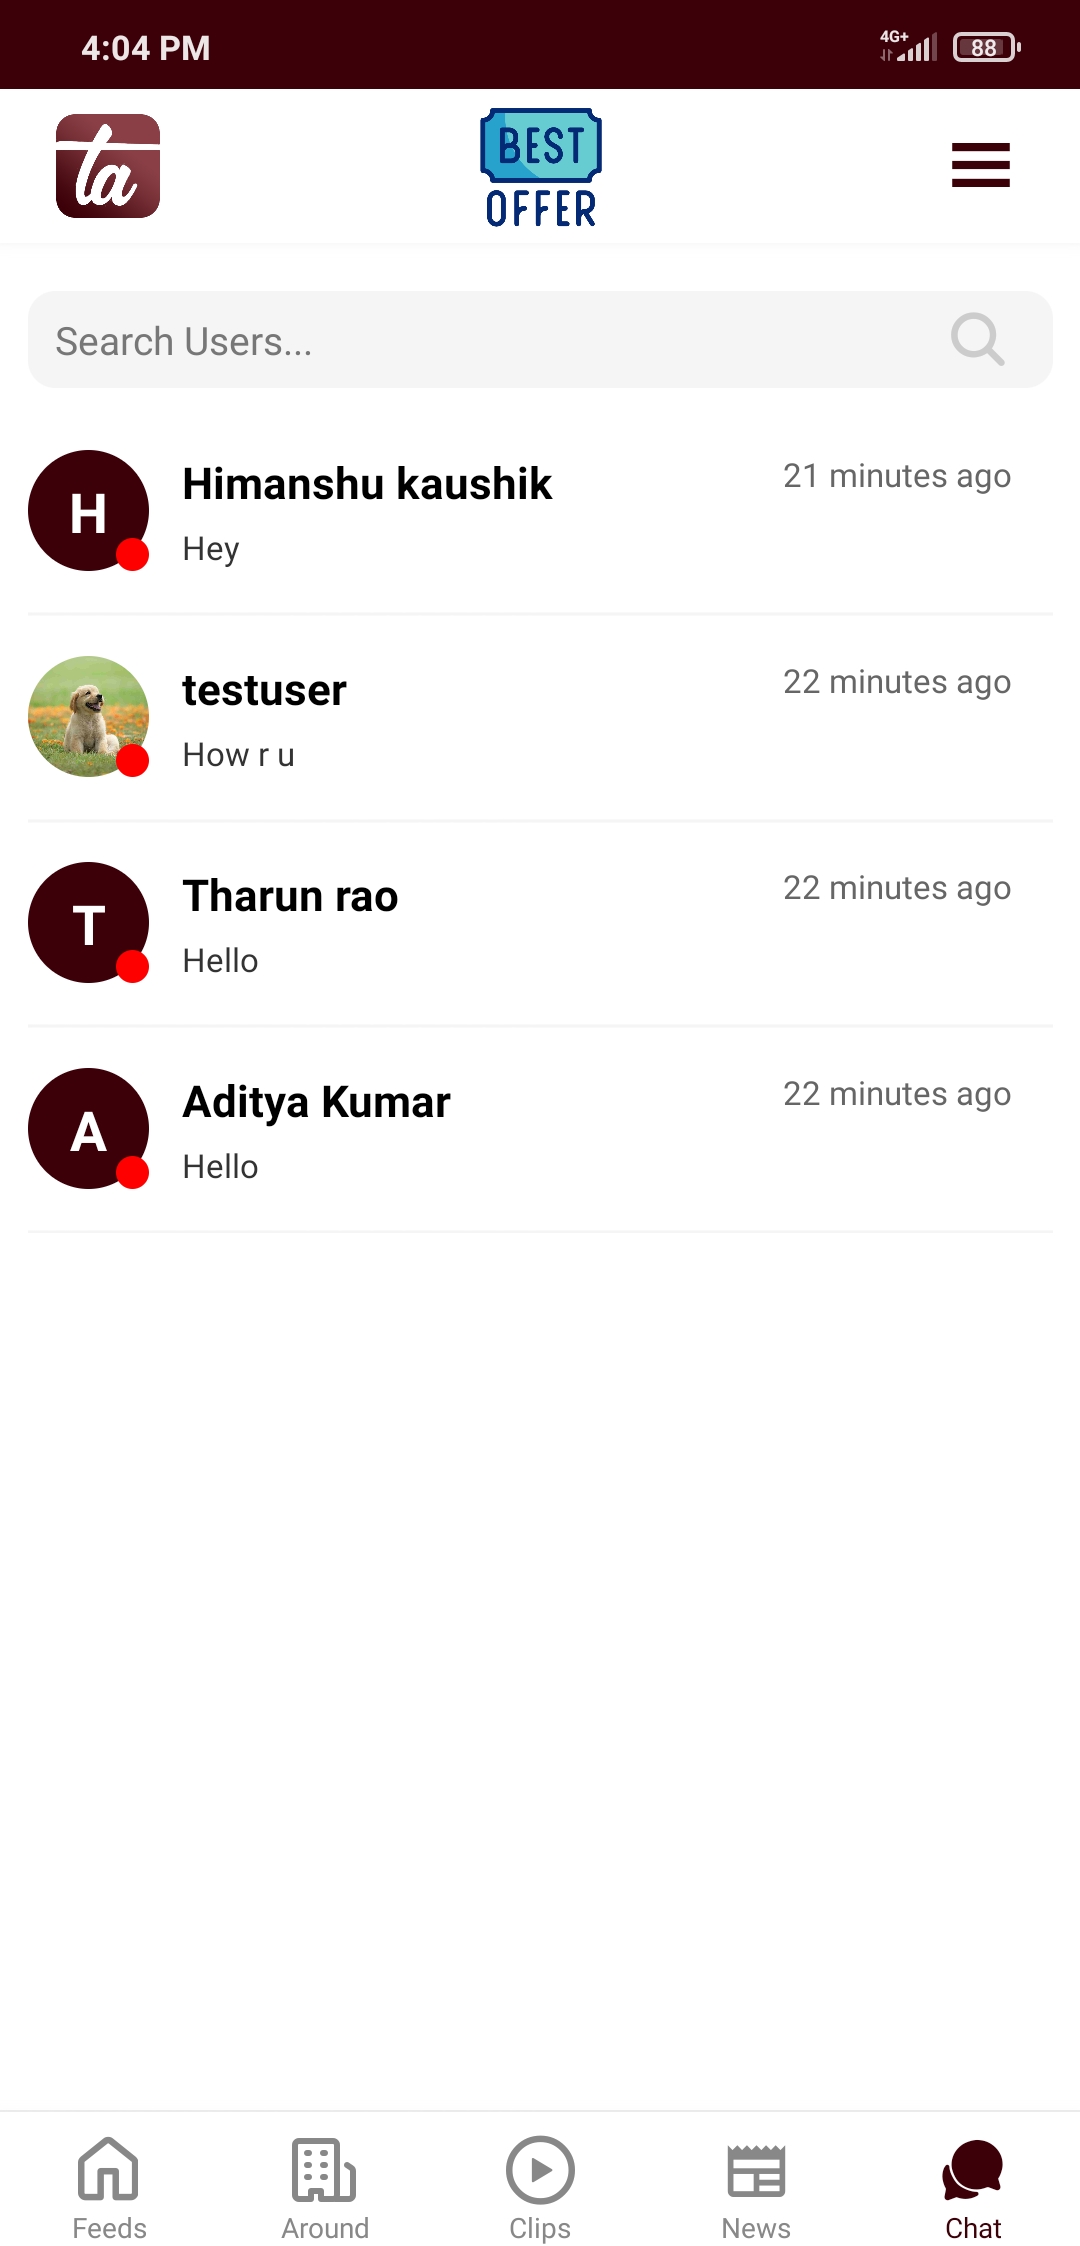 4:04 PM
4G+ 88
ta
BEST
OFFER
Search Users...
H
Himanshu kaushik
21 minutes ago
Hey
testuser
22 minutes ago
How r u
T
Tharun rao
22 minutes ago
Hello
A
Aditya Kumar
22 minutes ago
Hello
Feeds
Around
Clips
News
Chat